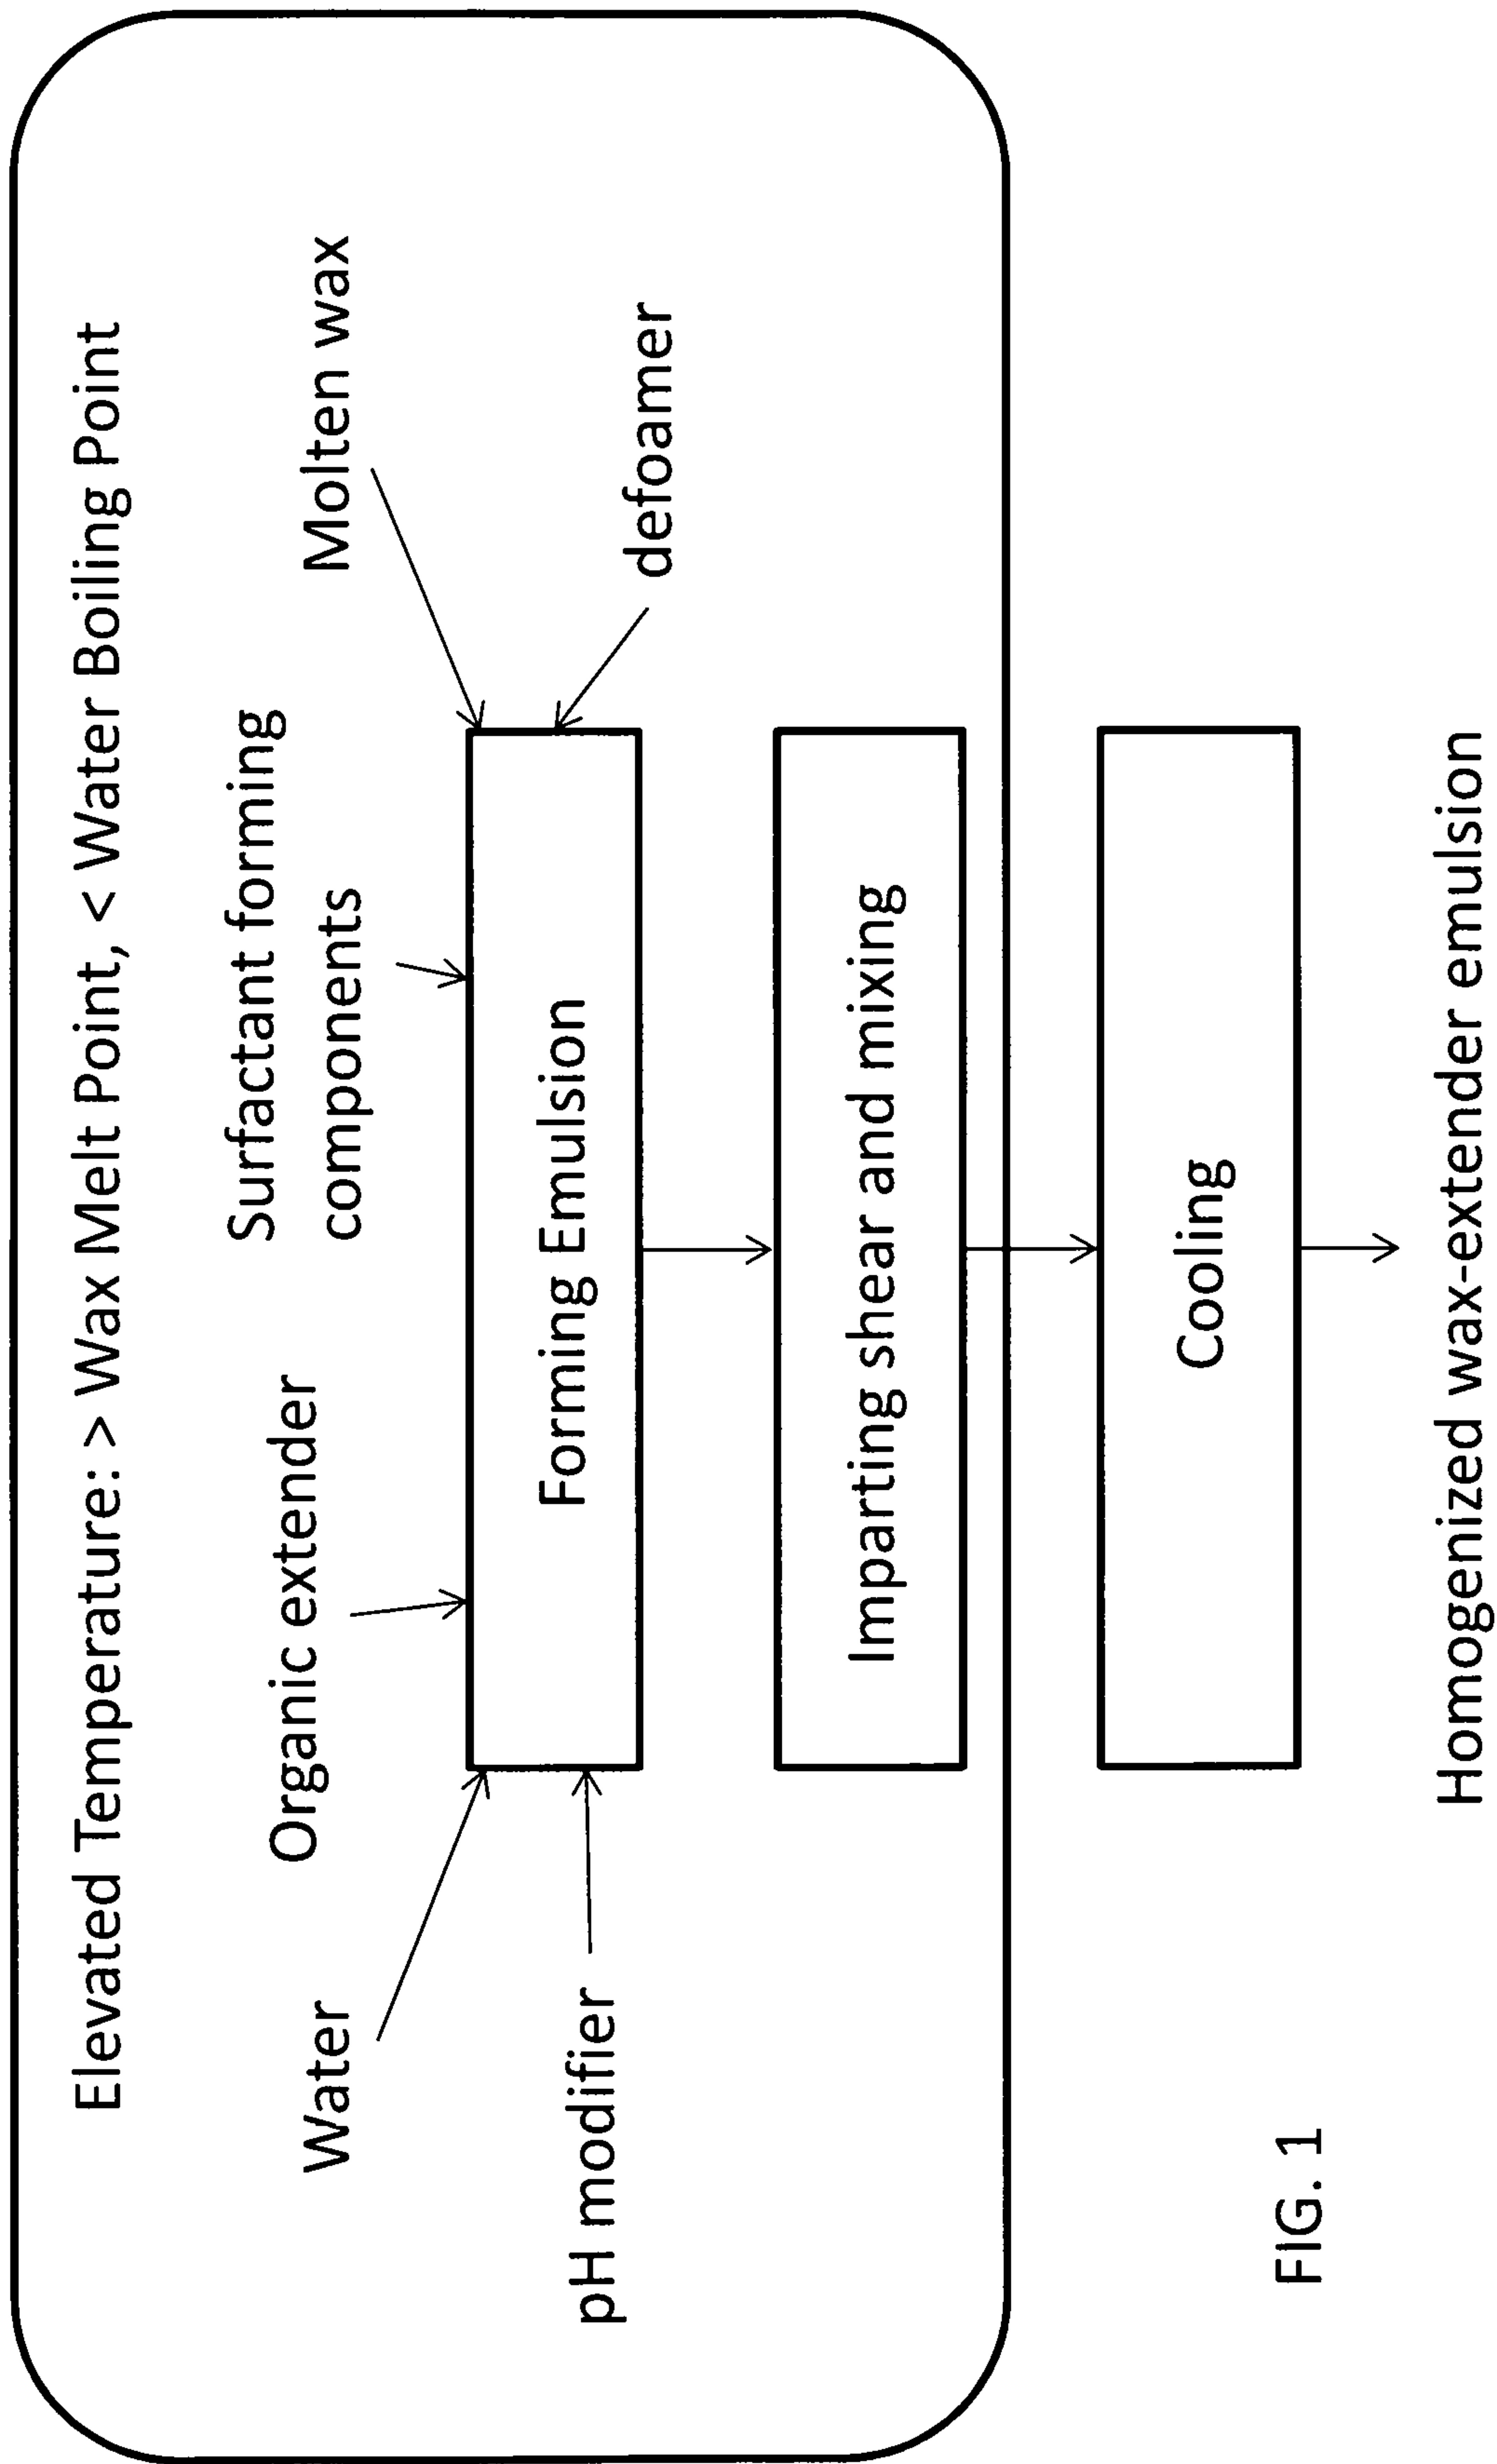 Elevated Temperature: > Wax Melt Point, < Water Boiling Point
Water
Organic extender
Surfactant forming
components
Molten wax
pH modifier
defoamer
Forming Emulsion
Imparting shear and mixing
Cooling
Homogenized wax-extender emulsion
FIG. 1